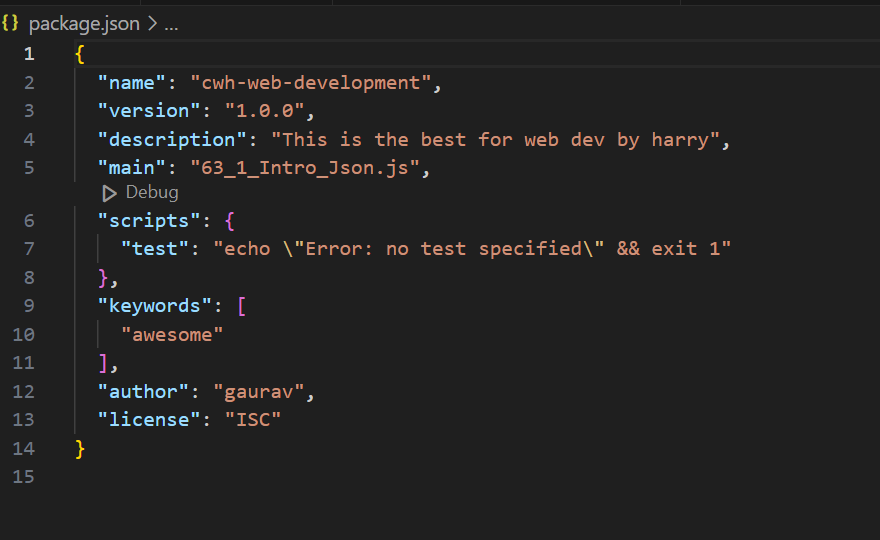 {} package.json > ...
1 {
2 "name": "cwh-web-development",
3 "version": "1.0.0",
4 "description": "This is the best for web dev by harry",
5 "main": "63_1_Intro_Json.js",
Debug
6 "scripts": {
7 "test": "echo \"Error: no test specified\" && exit 1"
8 },
9 "keywords": [
10 "awesome"
11 ],
12 "author": "gaurav",
13 "license": "ISC"
14 }
15